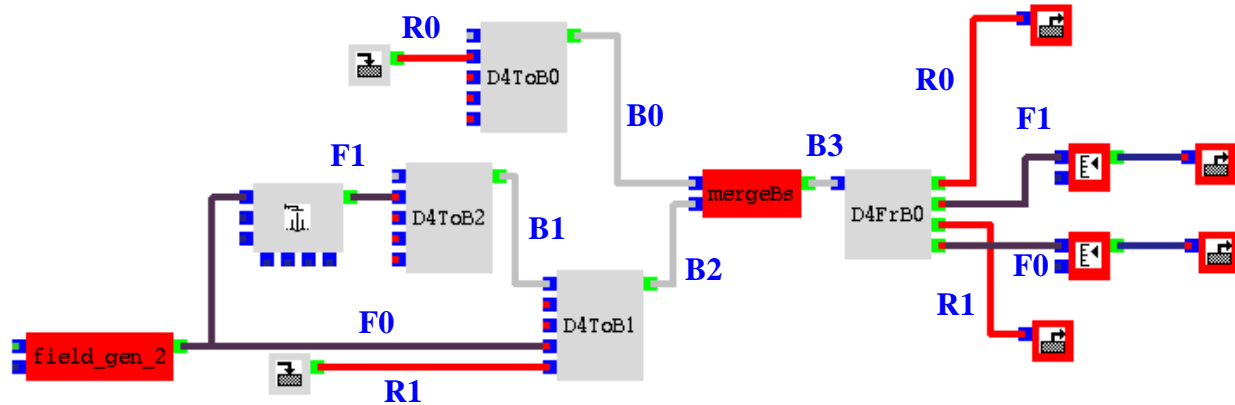 R0
D4ToB0
B0
R0
F1
F1
B3
D4ToB2
mergeBs
D4FrB0
B1
B2
F0
D4ToB1
R1
F0
field_gen_2
R1